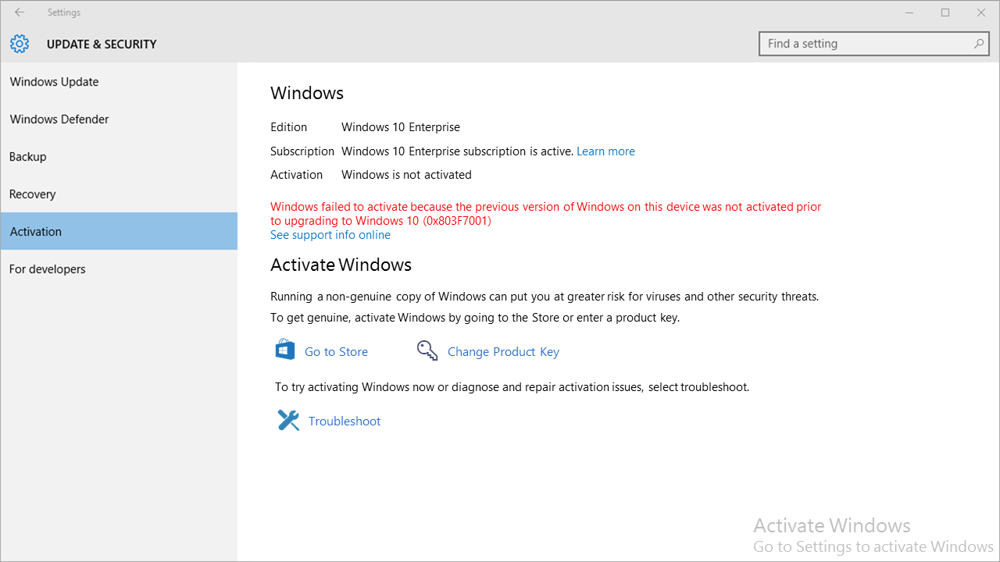 Settings
UPDATE & SECURITY
Find a setting
Windows Update
Windows Defender
Backup
Recovery
Activation
For developers
Windows
Edition Windows 10 Enterprise
Subscription Windows 10 Enterprise subscription is active. Learn more
Activation Windows is not activated
Windows failed to activate because the previous version of Windows on this device was not activated prior
to upgrading to Windows 10 (0x803F7001)
See support info online
Activate Windows
Running a non-genuine copy of Windows can put you at greater risk for viruses and other security threats.
To get genuine, activate Windows by going to the Store or enter a product key.
Go to Store Change Product Key
To try activating Windows now or diagnose and repair activation issues, select troubleshoot.
Troubleshoot
Activate Windows
Go to Settings to activate Windows